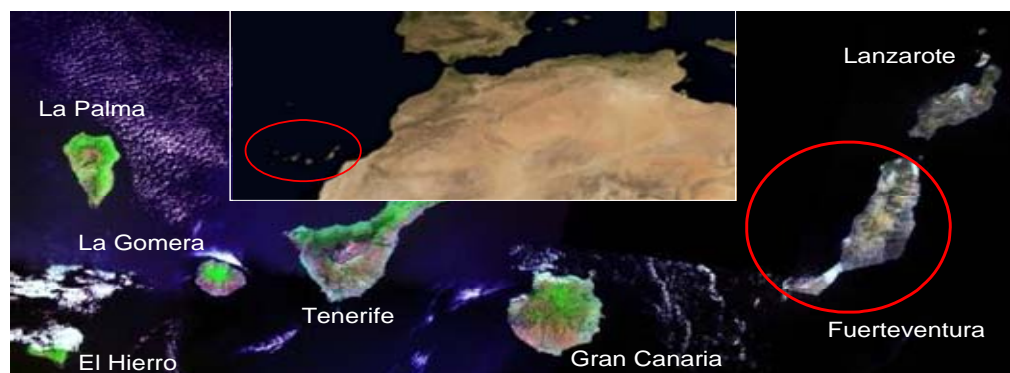 Lanzarote
La Palma
La Gomera
Tenerife
Fuerteventura
Gran Canaria
El Hierro